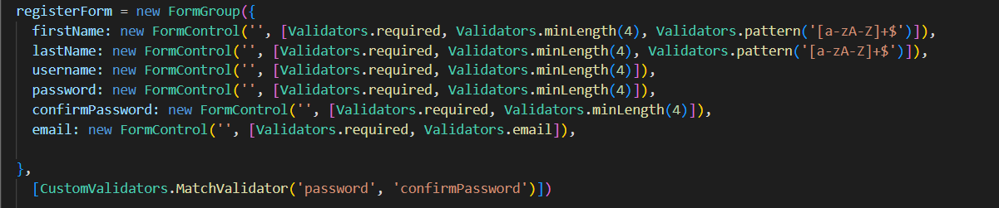 registerForm = new FormGroup({
firstName: new FormControl('', [Validators.required, Validators.minLength(4), Validators.pattern('[a-zA-Z]+$')]),
lastName: new FormControl('', [Validators.required, Validators.minLength(4), Validators.pattern('[a-zA-Z]+$')]),
username: new FormControl('', [Validators.required, Validators.minLength(4)]),
password: new FormControl('', [Validators.required, Validators.minLength(4)]),
confirmPassword: new FormControl('', [Validators.required, Validators.minLength(4)]),
email: new FormControl('', [Validators.required, Validators.email]),
},
[CustomValidators.MatchValidator('password', 'confirmPassword')])